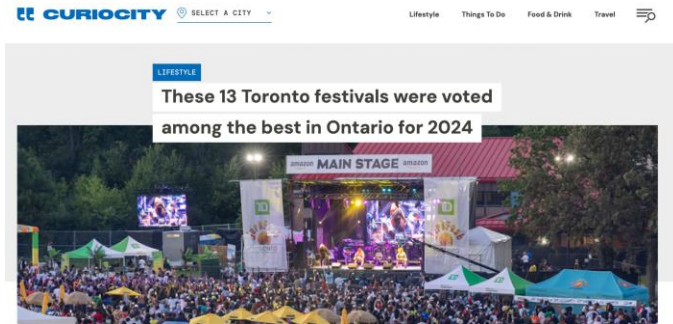 CURIOCITY
SELECT A CITY
Lifestyle Things To Do Food & Drink Travel
LIFESTYLE
These 13 Toronto festivals were voted
among the best in Ontario for 2024
amazon MAIN STAGE amazon
TD
TD